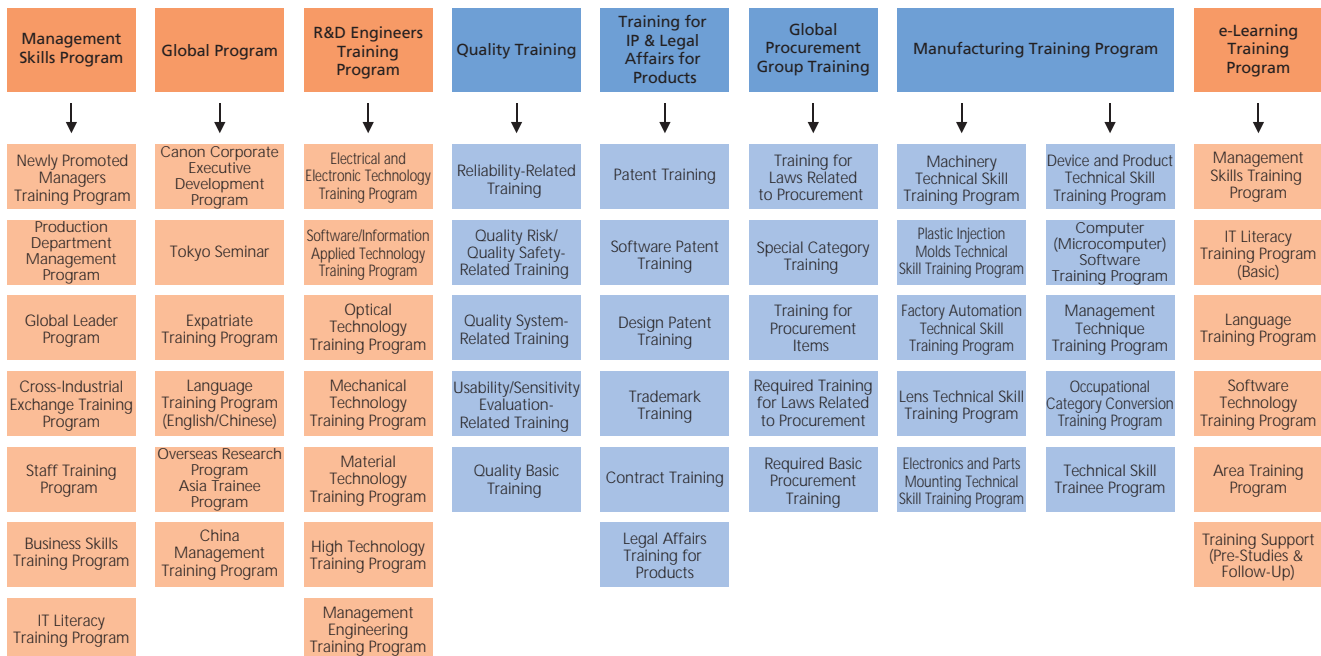 Management
Skills Program
Global Program
R&D Engineers
Training
Program
Quality Training
Training for
IP & Legal
Affairs for
Products
Global
Procurement
Group Training
Manufacturing Training Program
e-Learning
Training
Program
Newly Promoted
Managers
Training Program
Production
Department
Management
Program
Global Leader
Program
Cross-Industrial
Exchange Training
Program
Staff Training
Program
Business Skills
Training Program
IT Literacy
Training Program
Canon Corporate
Executive
Development
Program
Tokyo Seminar
Expatriate
Training Program
Language
Training Program
(English/Chinese)
Overseas Research
Program
Asia Trainee
Program
China
Management
Training Program
Electrical and
Electronic Technology
Training Program
Software/Information
Applied Technology
Training Program
Optical
Technology
Training Program
Mechanical
Technology
Training Program
Material
Technology
Training Program
High Technology
Training Program
Management
Engineering
Training Program
Reliability-Related
Training
Quality Risk/
Quality Safety-
Related Training
Quality System-
Related Training
Usability/Sensitivity
Evaluation-
Related Training
Quality Basic
Training
Patent Training
Software Patent
Training
Design Patent
Training
Trademark
Training
Contract Training
Legal Affairs
Training for
Products
Training for
Laws Related
to Procurement
Special Category
Training
Training for
Procurement
Items
Required Training
for Laws Related
to Procurement
Required Basic
Procurement
Training
Machinery
Technical Skill
Training Program
Plastic Injection
Molds Technical
Skill Training Program
Factory Automation
Technical Skill
Training Program
Lens Technical Skill
Training Program
Electronics and Parts
Mounting Technical
Skill Training Program
Device and Product
Technical Skill
Training Program
Computer
(Microcomputer)
Software
Training Program
Management
Technique
Training Program
Occupational
Category Conversion
Training Program
Technical Skill
Trainee Program
Management
Skills Training
Program
IT Literacy
Training Program
(Basic)
Language
Training Program
Software
Technology
Training Program
Area Training
Program
Training Support
(Pre-Studies &
Follow-Up)